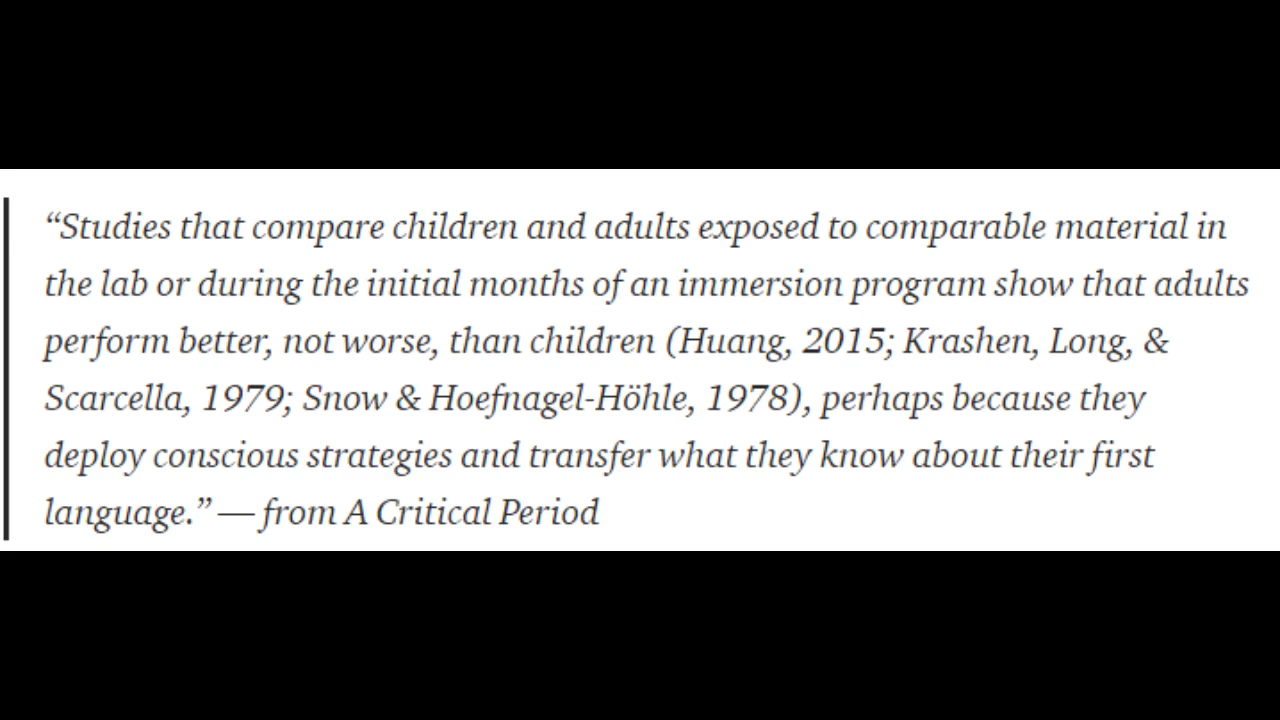 “Studies that compare children and adults exposed to comparable material in
the lab or during the initial months of an immersion program show that adults
perform better, not worse, than children (Huang, 2015; Krashen, Long, &
Scarcella, 1979; Snow & Hoefnagel-Höhle, 1978), perhaps because they
deploy conscious strategies and transfer what they know about their first
language.” — from A Critical Period